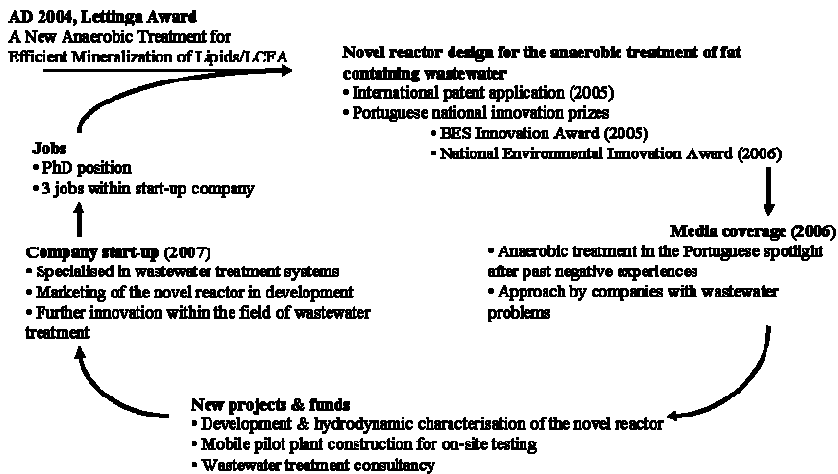 AD 2004, Lettinga Award
A New Anaerobic Treatment for
Efficient Mineralization of Lipids/LCFA
Novel reactor design for the anaerobic treatment of fat
containing wastewater
• International patent application (2005)
• Portuguese national innovation prizes
• BES Innovation Award (2005)
• National Environmental Innovation Award (2006)
Jobs
• PhD position
• 3 jobs within start-up company
Media coverage (2006)
• Anaerobic treatment in the Portuguese spotlight
after past negative experiences
• Approach by companies with wastewater
problems
Company start-up (2007)
• Specialised in wastewater treatment systems
• Marketing of the novel reactor in development
• Further innovation within the field of wastewater
treatment
New projects & funds
• Development & hydrodynamic characterisation of the novel reactor
• Mobile pilot plant construction for on-site testing
• Wastewater treatment consultancy